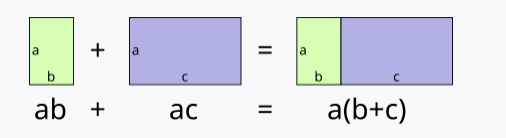 a + a = a
b c b c
ab + ac = a(b+c)